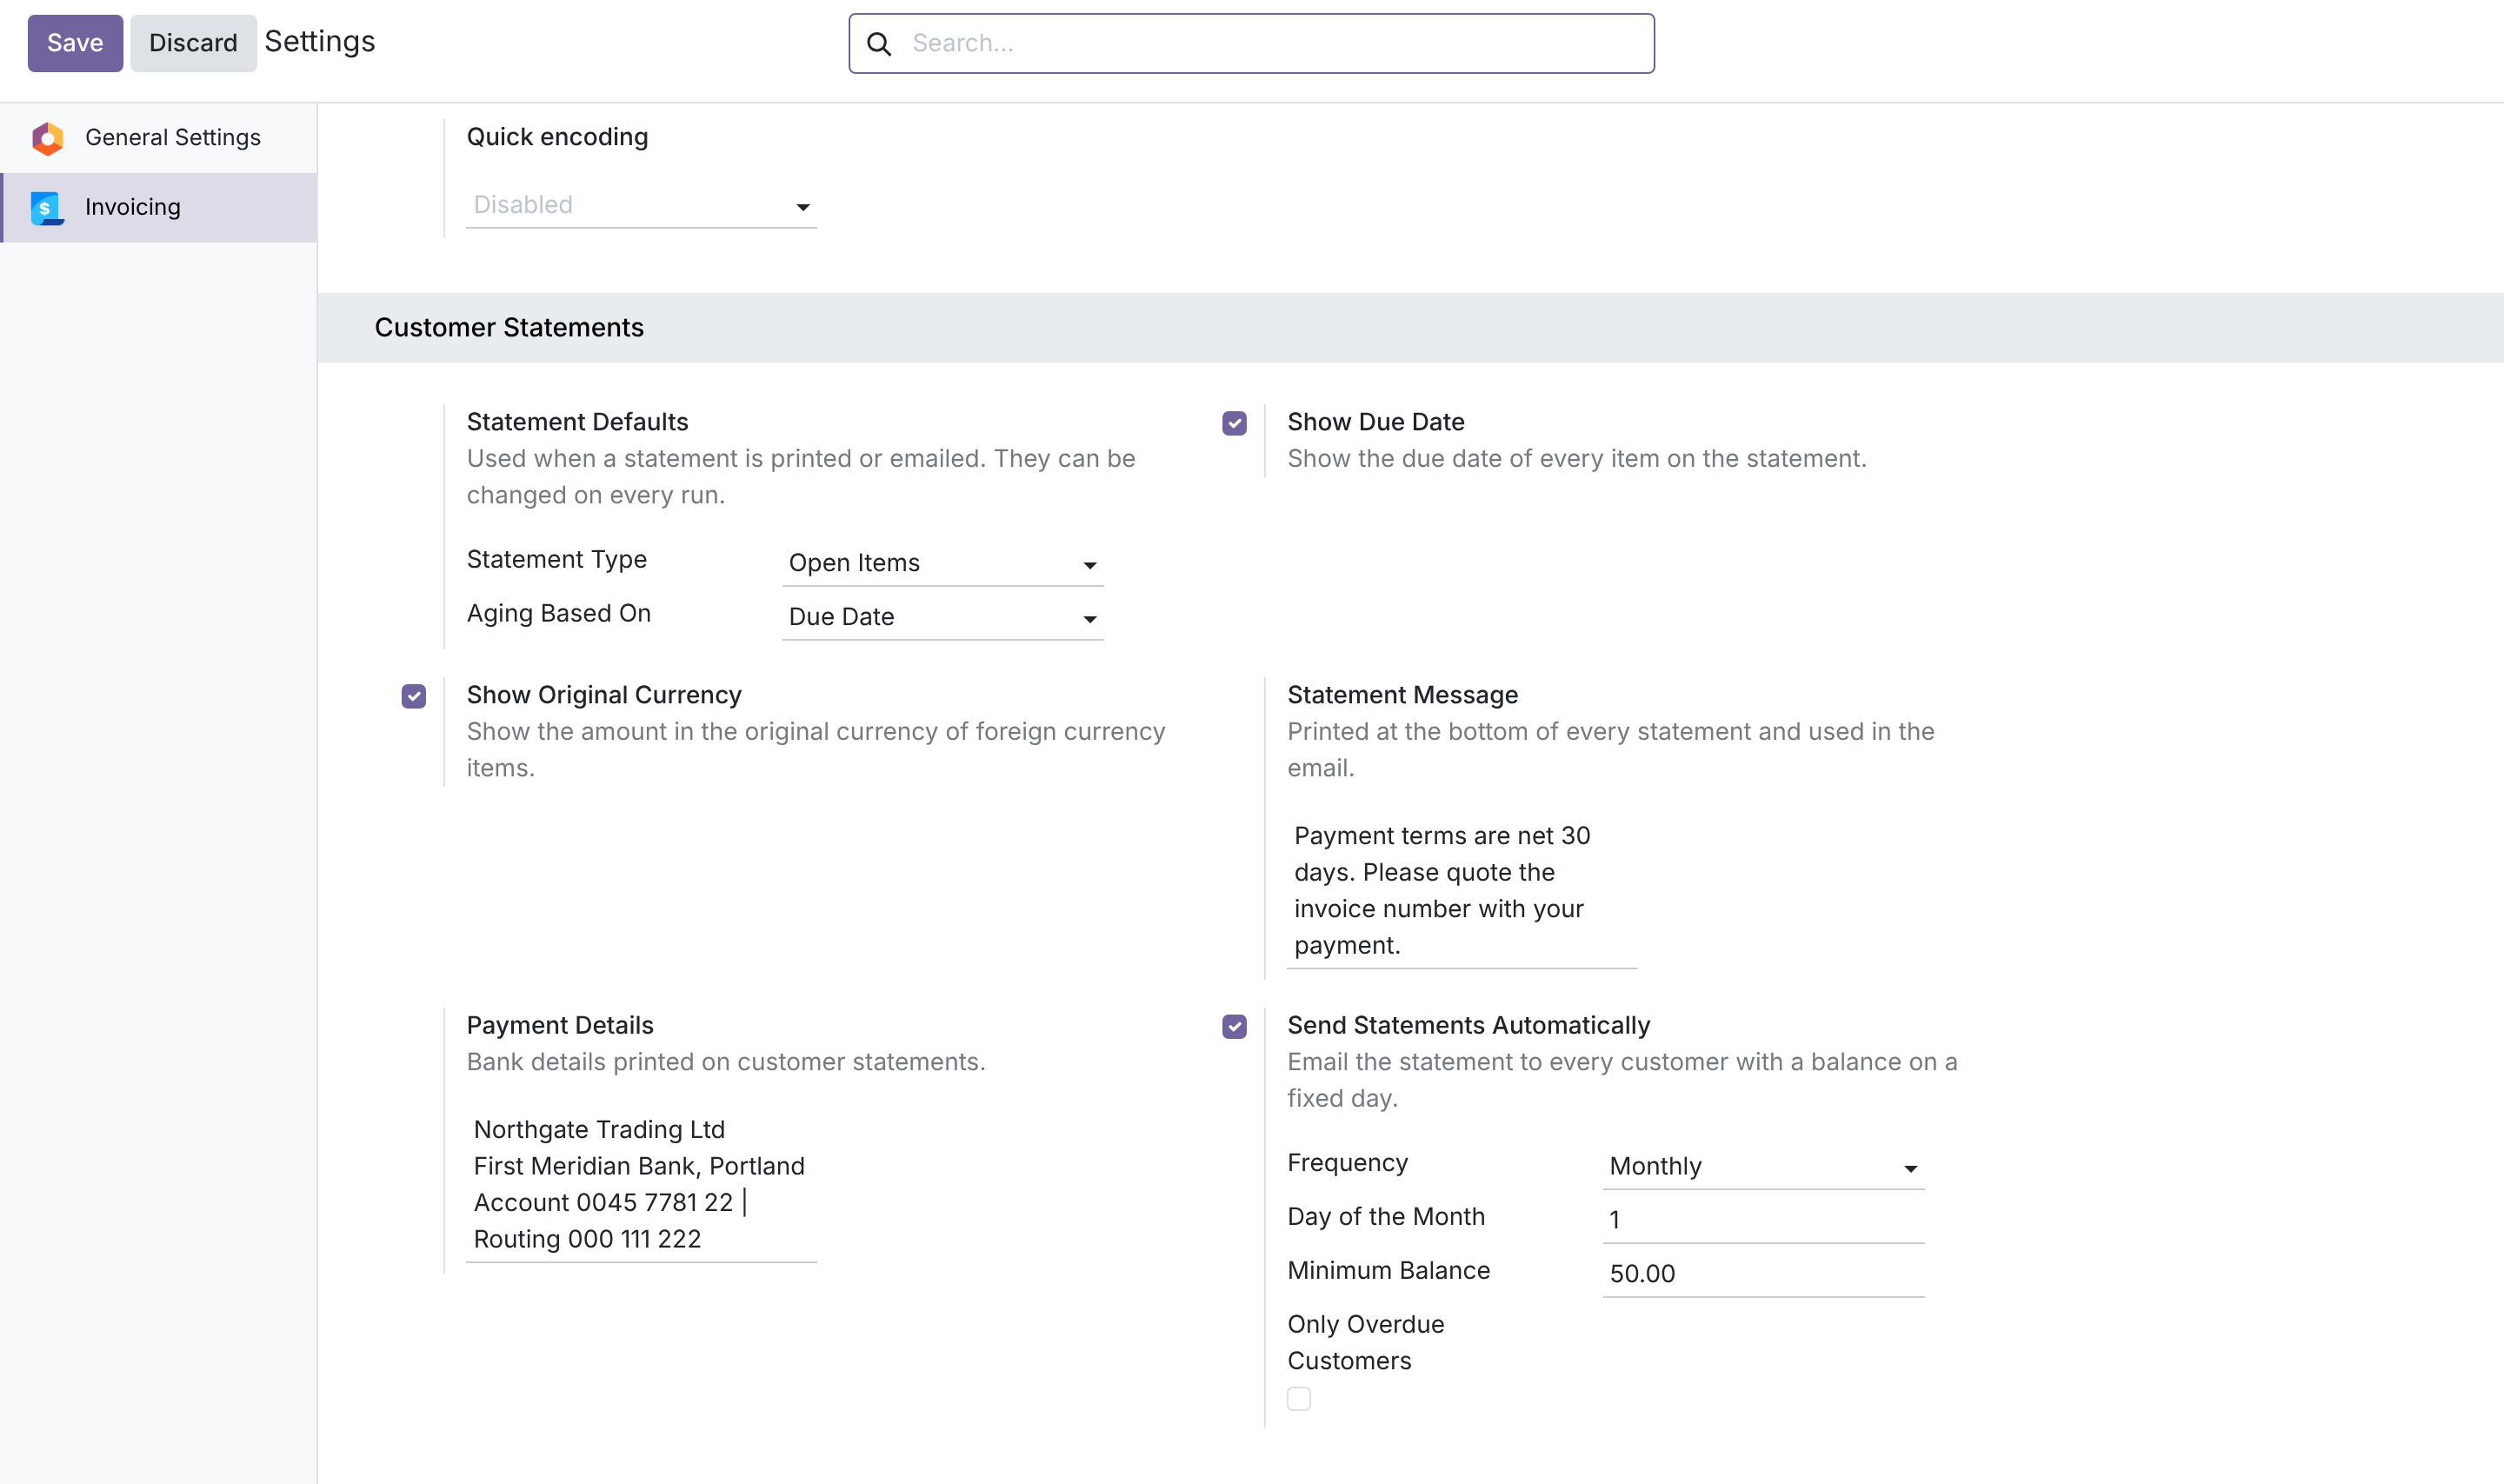 Save
Discard
Settings
Search...
General Settings
Invoicing
Quick encoding
Disabled
Customer Statements
Statement Defaults
Used when a statement is printed or emailed. They can be
changed on every run.
Statement Type
Open Items
Aging Based On
Due Date
Show Due Date
Show the due date of every item on the statement.
Show Original Currency
Show the amount in the original currency of foreign currency
items.
Statement Message
Printed at the bottom of every statement and used in the
email.
Payment terms are net 30
days. Please quote the
invoice number with your
payment.
Payment Details
Bank details printed on customer statements.
Northgate Trading Ltd
First Meridian Bank, Portland
Account 0045 7781 22 |
Routing 000 111 222
Send Statements Automatically
Email the statement to every customer with a balance on a
fixed day.
Frequency
Monthly
Day of the Month
1
Minimum Balance
50.00
Only Overdue
Customers